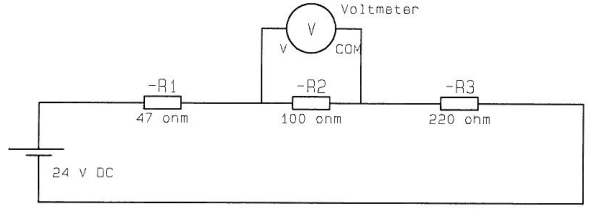 Voltmeter
V
V
COM
-R1
-R2
-R3
47 ohm
100 ohm
220 ohm
24 V DC